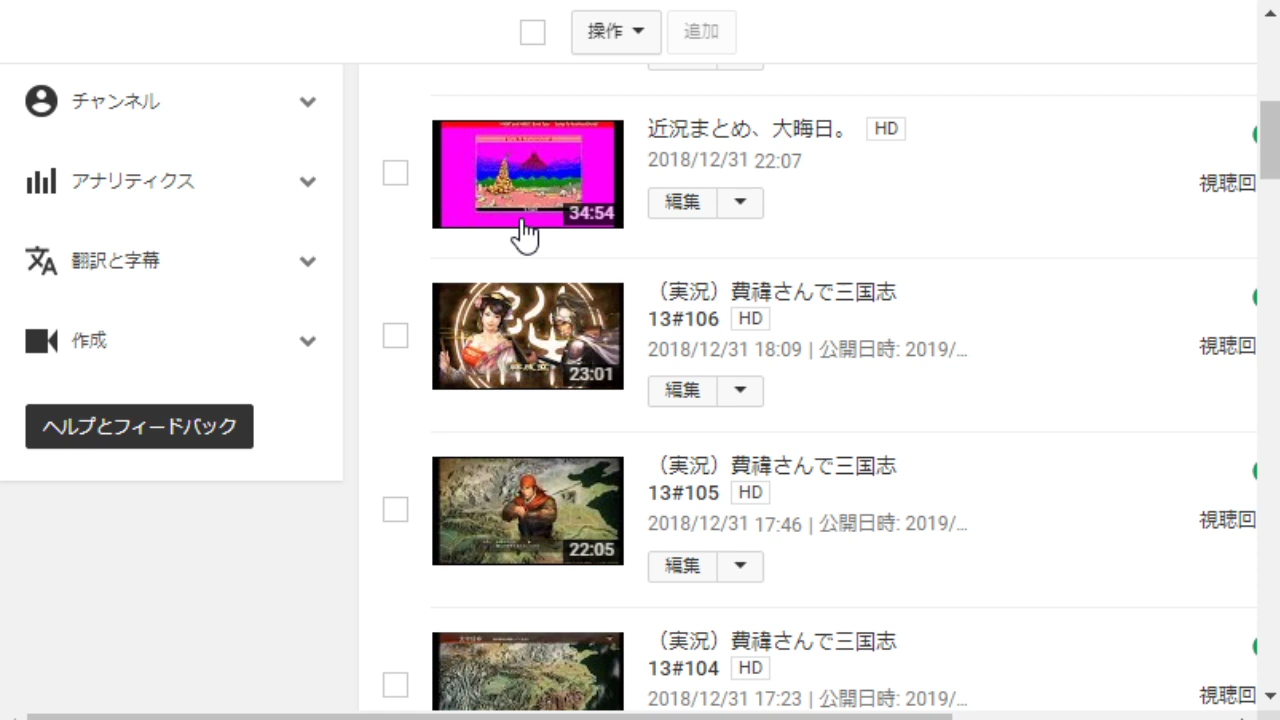 操作
追加
チャンネル
アナリティクス
翻訳と字幕
作成
ヘルプとフィードバック
34:54
近況まとめ、大晦日。 HD
2018/12/31 22:07
編集
視聴回
23:01
（実況）費禕さんで三国志
13#106 HD
2018/12/31 18:09 | 公開日時: 2019/...
編集
視聴回
22:05
（実況）費禕さんで三国志
13#105 HD
2018/12/31 17:46 | 公開日時: 2019/...
編集
視聴回
（実況）費禕さんで三国志
13#104 HD
2018/12/31 17:23 | 公開日時: 2019/...
視聴回